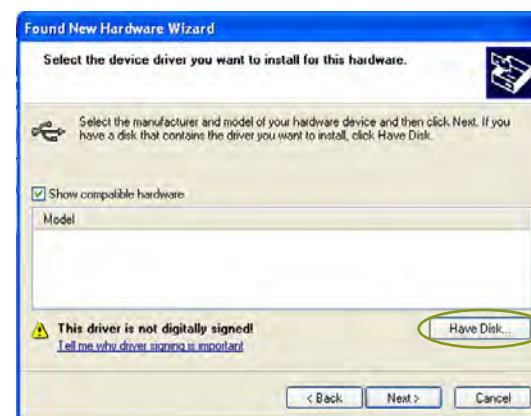 Found New Hardware Wizard
Select the device driver you want to install for this hardware.
Select the manufacturer and model of your hardware device and then click Next. If you
have a disk that contains the driver you want to install, click Have Disk.
Show compatible hardware
Model
This driver is not digitally signed!
Have Disk...
Tell me why driver signing is important
< Back
Next >
Cancel